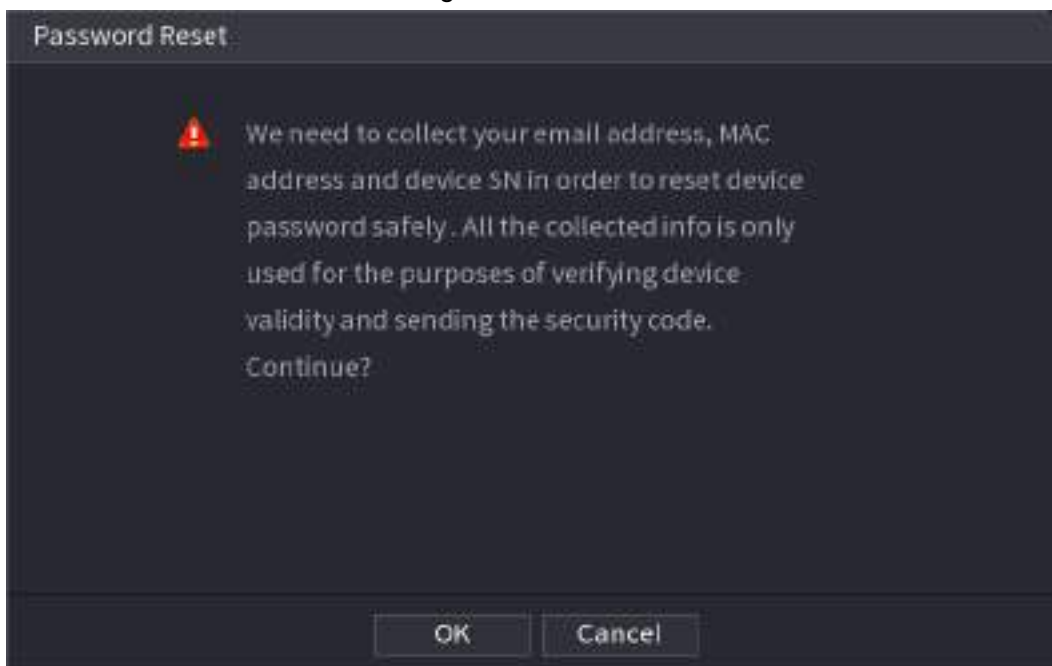 Password Reset
We need to collect your email address, MAC
address and device SN in order to reset device
password safely. All the collected info is only
used for the purposes of verifying device
validity and sending the security code.
Continue?
OK
Cancel